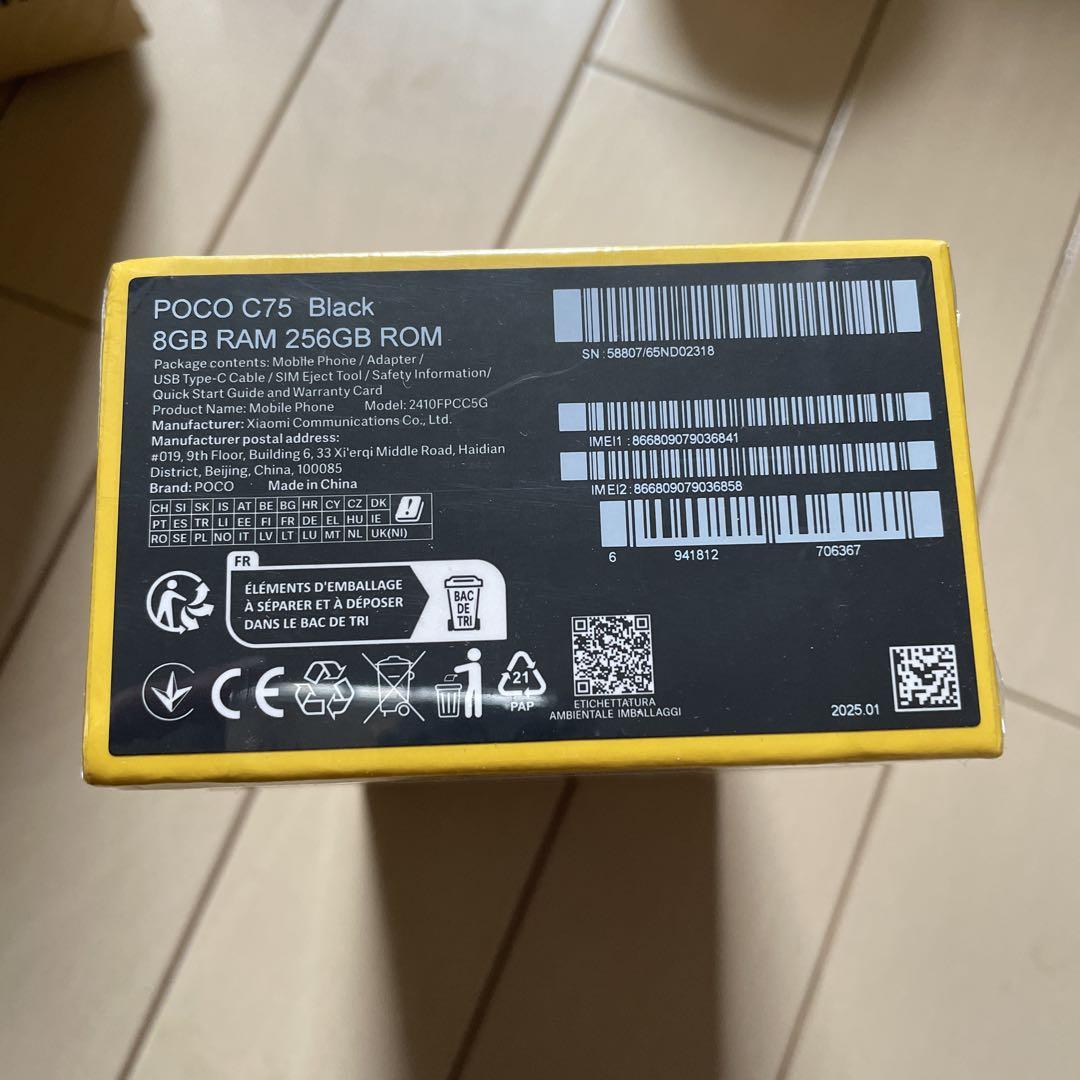 POCO C75 Black
8GB RAM 256GB ROM
Package contents: Mobile Phone / Adapter /
USB Type-C Cable / SIM Eject Tool / Safety Information/
Quick Start Guide and Warranty Card
Product Name: Mobile Phone Model: 2410FPCC5G
Manufacturer: Xiaomi Communications Co., Ltd.
Manufacturer postal address:
#019, 9th Floor, Building 6, 33 Xi'erqi Middle Road, Haidian
District, Beijing, China, 100085
Brand: POCO Made in China
CH SI SK IS AT BE BG HR CY CZ DK
PT ES TR LI EE FI FR DE EL HU IE
RO SE PL NO IT LV LT LU MT NL UK(NI)
FR
ÉLÉMENTS D'EMBALLAGE
À SÉPARER ET À DÉPOSER
DANS LE BAC DE TRI
BAC
DE
TRI
CE
21
PAP
SN : 58807/65ND02318
IMEI1 : 866809079036841
IMEI2 : 866809079036858
6 941812 706367
ETICHETTATURA
AMBIENTALE IMBALLAGGI
2025.01